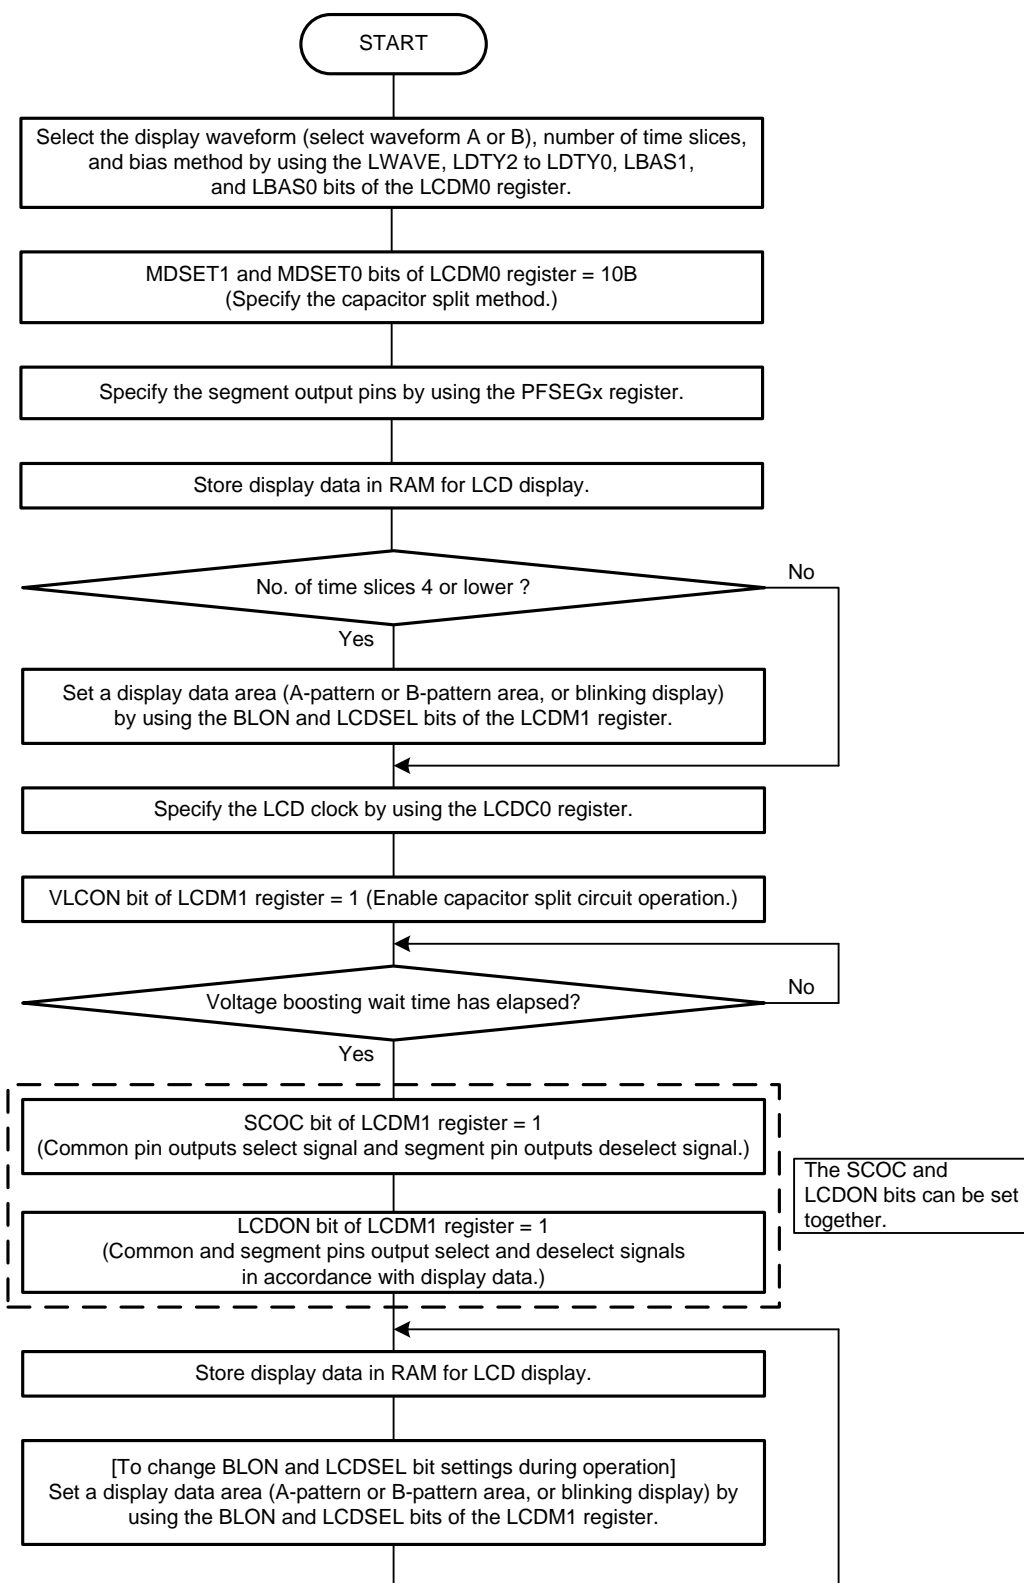 START
Select the display waveform (select waveform A or B), number of time slices,
and bias method by using the LWAVE, LDTY2 to LDTY0, LBAS1,
and LBAS0 bits of the LCDM0 register.
MDSET1 and MDSET0 bits of LCDM0 register = 10B
(Specify the capacitor split method.)
Specify the segment output pins by using the PFSEGx register.
Store display data in RAM for LCD display.
No. of time slices 4 or lower ?
No
Yes
Set a display data area (A-pattern or B-pattern area, or blinking display)
by using the BLON and LCDSEL bits of the LCDM1 register.
Specify the LCD clock by using the LCDC0 register.
VLCON bit of LCDM1 register = 1 (Enable capacitor split circuit operation.)
Voltage boosting wait time has elapsed?
No
Yes
SCOC bit of LCDM1 register = 1
(Common pin outputs select signal and segment pin outputs deselect signal.)
The SCOC and
LCDON bits can be set
together.
LCDON bit of LCDM1 register = 1
(Common and segment pins output select and deselect signals
in accordance with display data.)
Store display data in RAM for LCD display.
[To change BLON and LCDSEL bit settings during operation]
Set a display data area (A-pattern or B-pattern area, or blinking display) by
using the BLON and LCDSEL bits of the LCDM1 register.